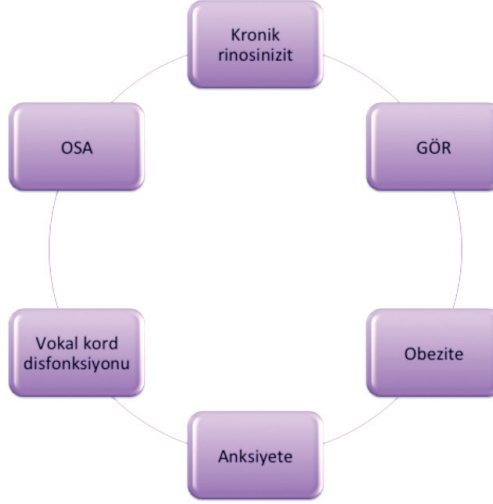 Kronik
rinosinizit
OSA
GÖR
Vokal kord
disfonksiyonu
Obezite
Anksiyete